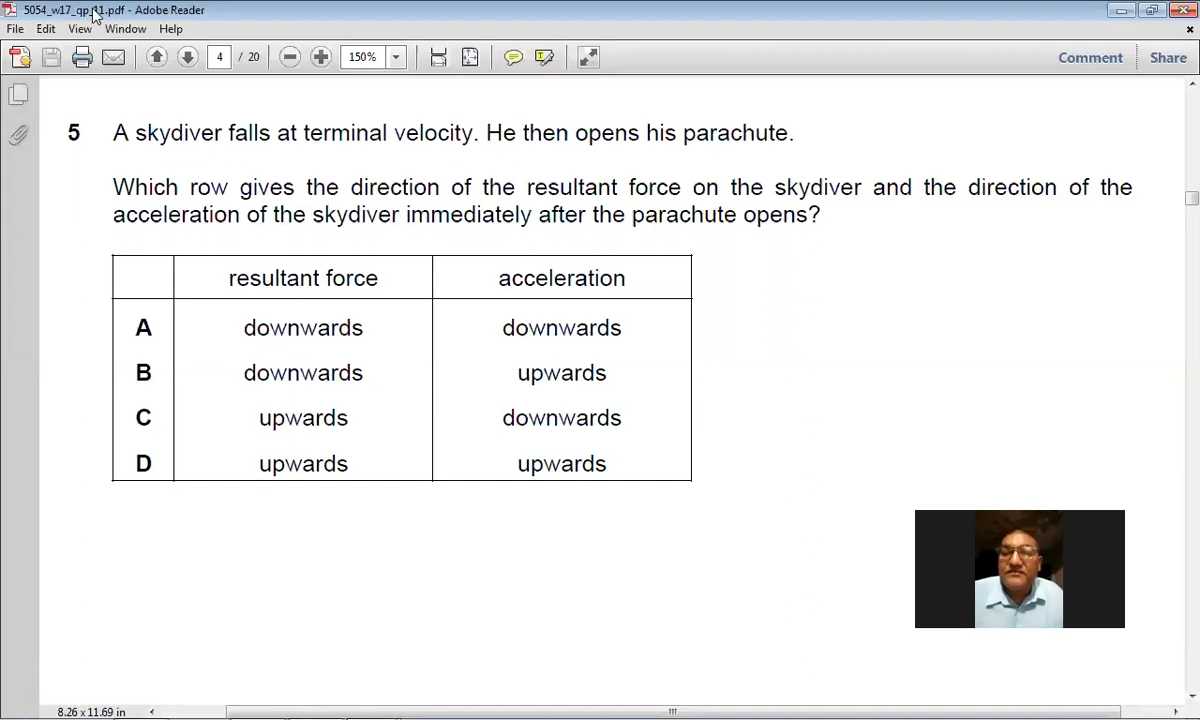 5054_w17_qp_11.pdf - Adobe Reader
File Edit View Window Help
4 / 20 150% Comment Share
5 A skydiver falls at terminal velocity. He then opens his parachute.
Which row gives the direction of the resultant force on the skydiver and the direction of the
acceleration of the skydiver immediately after the parachute opens?
resultant force acceleration
A downwards downwards
B downwards upwards
C upwards downwards
D upwards upwards
8.26 x 11.69 in